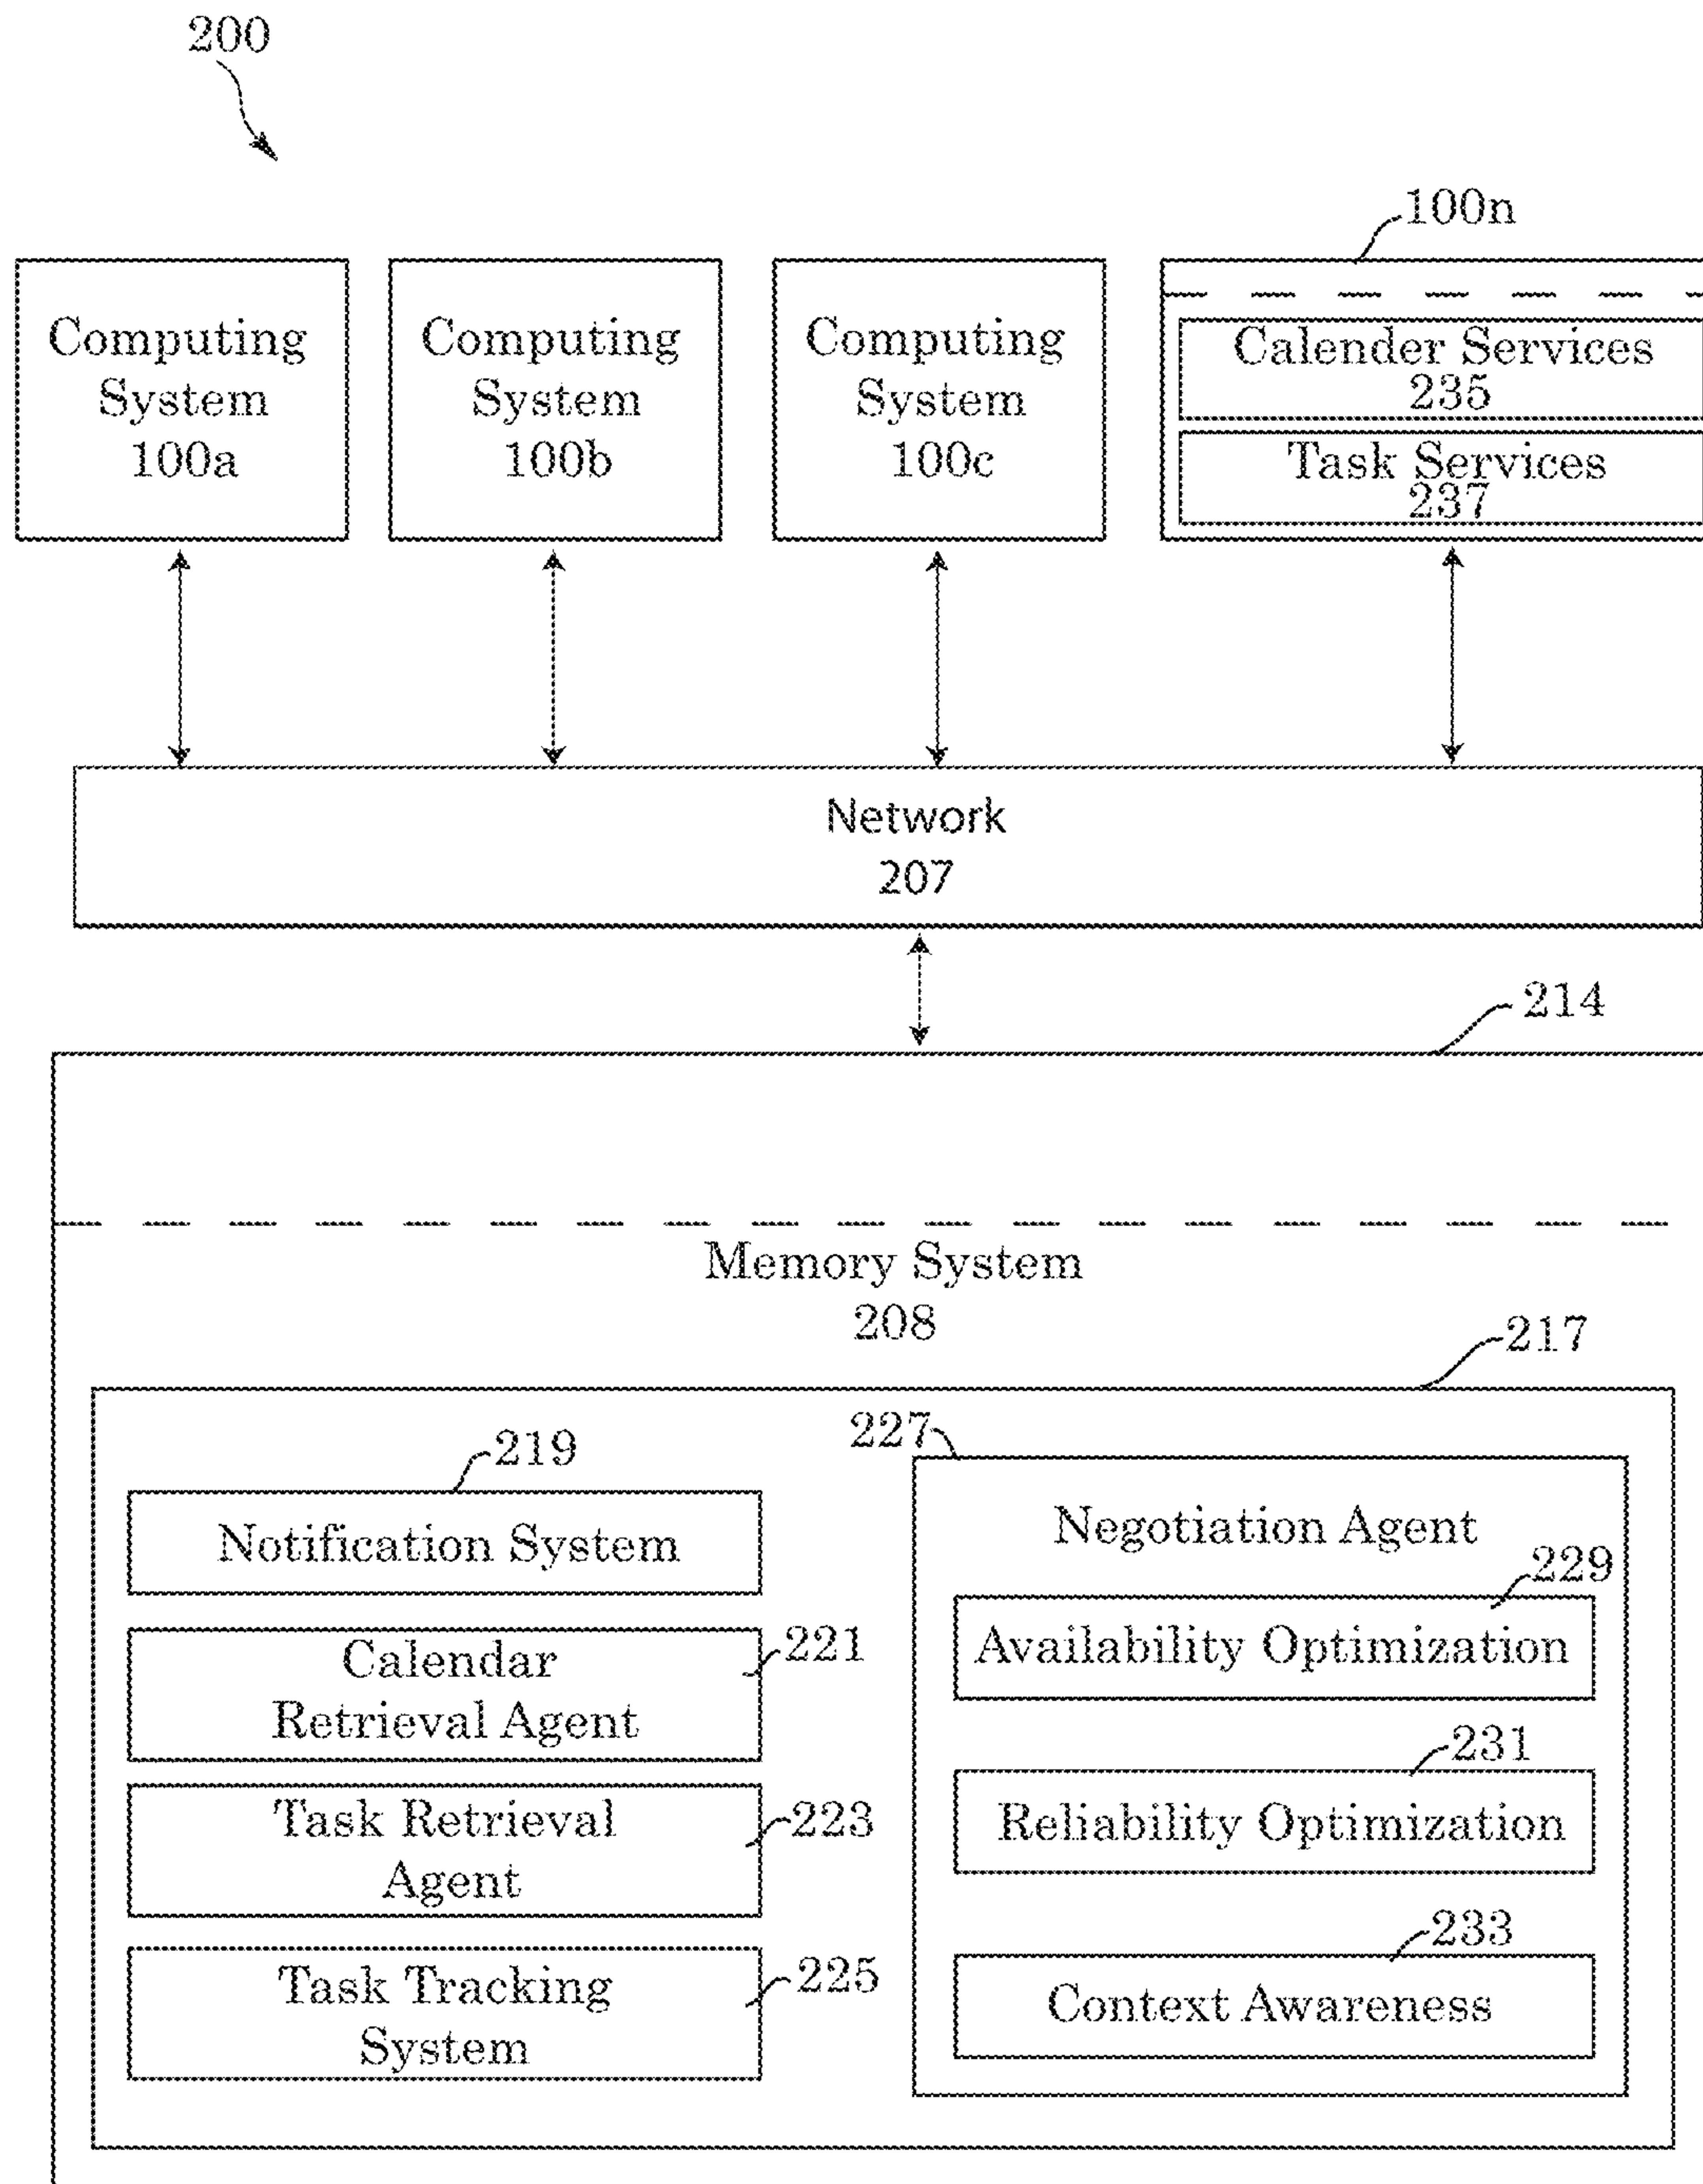 200
100n
Computing
System
100a
Computing
System
100b
Computing
System
100c
Calender Services
235
Task Services
237
Network
207
214
Memory System
208
217
219
Notification System
Calendar
Retrieval Agent
221
Task Retrieval
Agent
223
Task Tracking
System
225
227
Negotiation Agent
229
Availability Optimization
231
Reliability Optimization
233
Context Awareness